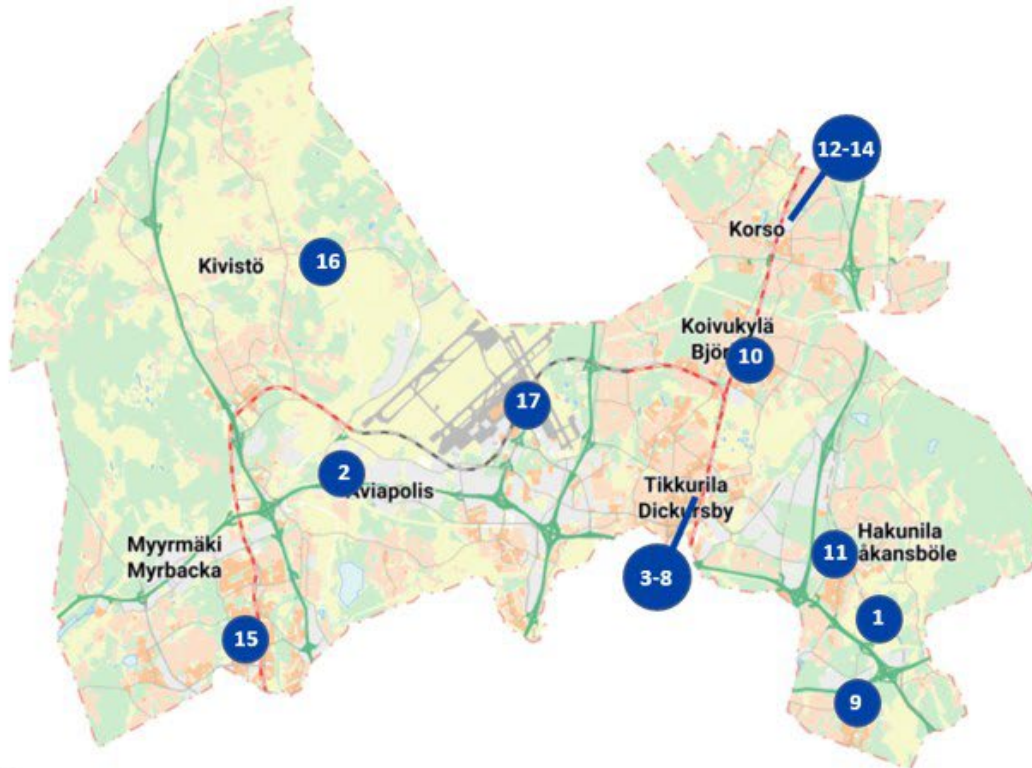 12-14
Korso
Kivistö
16
Koivukylä
10
17
2
Tikkurila
Dickursby
Myyrmäki
Myrbacka
Hakunila
11
3-8
1
15
9